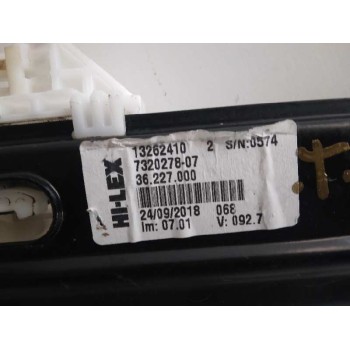 HI-LEX
13262410 2 S/N:0574
7320278-07
36.227.000
24/09/2018 068
Im: 07.01 V: 092.7